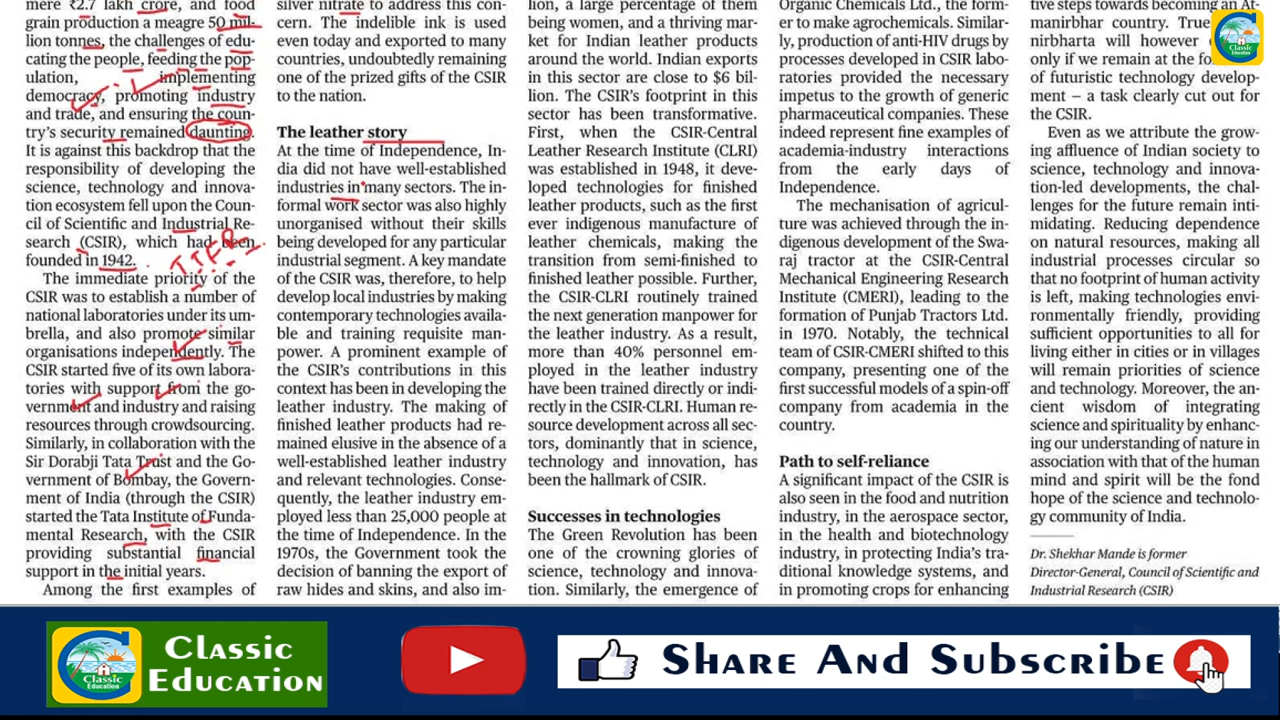 mere ₹2.7 lakh crore, and food
grain production a meagre 50 mil-
lion tonnes, the challenges of edu-
cating the people, feeding the pop-
ulation, implementing
democracy, promoting industry
and trade, and ensuring the coun-
try's security remained daunting.
It is against this backdrop that the
responsibility of developing the
science, technology and innova-
tion ecosystem fell upon the Coun-
cil of Scientific and Industrial Re-
search (CSIR), which had been
founded in 1942.
TIFR
The immediate priority of the
CSIR was to establish a number of
national laboratories under its um-
brella, and also promote similar
organisations independently. The
CSIR started five of its own labora-
tories with support from the go-
vernment and industry and raising
resources through crowdsourcing.
Similarly, in collaboration with the
Sir Dorabji Tata Trust and the Go-
vernment of Bombay, the Govern-
ment of India (through the CSIR)
started the Tata Institute of Funda-
mental Research, with the CSIR
providing substantial financial
support in the initial years.
Among the first examples of
silver nitrate to address this con-
cern. The indelible ink is used
even today and exported to many
countries, undoubtedly remaining
one of the prized gifts of the CSIR
to the nation.
The leather story
At the time of Independence, In-
dia did not have well-established
industries in many sectors. The in-
formal work sector was also highly
unorganised without their skills
being developed for any particular
industrial segment. A key mandate
of the CSIR was, therefore, to help
develop local industries by making
contemporary technologies availa-
ble and training requisite man-
power. A prominent example of
the CSIR's contributions in this
context has been in developing the
leather industry. The making of
finished leather products had re-
mained elusive in the absence of a
well-established leather industry
and relevant technologies. Conse-
quently, the leather industry em-
ployed less than 25,000 people at
the time of Independence. In the
1970s, the Government took the
decision of banning the export of
raw hides and skins, and also im-
lion, a large percentage of them
being women, and a thriving mar-
ket for Indian leather products
around the world. Indian exports
in this sector are close to $6 bil-
lion. The CSIR's footprint in this
sector has been transformative.
First, when the CSIR-Central
Leather Research Institute (CLRI)
was established in 1948, it deve-
loped technologies for finished
leather products, such as the first
ever indigenous manufacture of
leather chemicals, making the
transition from semi-finished to
finished leather possible. Further,
the CSIR-CLRI routinely trained
the next generation manpower for
the leather industry. As a result,
more than 40% personnel em-
ployed in the leather industry
have been trained directly or indi-
rectly in the CSIR-CLRI. Human re-
source development across all sec-
tors, dominantly that in science,
technology and innovation, has
been the hallmark of CSIR.
Successes in technologies
The Green Revolution has been
one of the crowning glories of
science, technology and innova-
tion. Similarly, the emergence of
Organic Chemicals Ltd., the form-
er to make agrochemicals. Similar-
ly, production of anti-HIV drugs by
processes developed in CSIR labo-
ratories provided the necessary
impetus to the growth of generic
pharmaceutical companies. These
indeed represent fine examples of
academia-industry interactions
from the early days of
Independence.
The mechanisation of agricul-
ture was achieved through the in-
digenous development of the Swa-
raj tractor at the CSIR-Central
Mechanical Engineering Research
Institute (CMERI), leading to the
formation of Punjab Tractors Ltd.
in 1970. Notably, the technical
team of CSIR-CMERI shifted to this
company, presenting one of the
first successful models of a spin-off
company from academia in the
country.
Path to self-reliance
A significant impact of the CSIR is
also seen in the food and nutrition
industry, in the aerospace sector,
in the health and biotechnology
industry, in protecting India's tra-
ditional knowledge systems, and
in promoting crops for enhancing
tive steps towards becoming an At-
manirbhar country. True
nirbharta will however
only if we remain at the
of futuristic technology develop-
ment – a task clearly cut out for
the CSIR.
Even as we attribute the grow-
ing affluence of Indian society to
science, technology and innova-
tion-led developments, the chal-
lenges for the future remain inti-
midating. Reducing dependence
on natural resources, making all
industrial processes circular so
that no footprint of human activity
is left, making technologies envi-
ronmentally friendly, providing
sufficient opportunities to all for
living either in cities or in villages
will remain priorities of science
and technology. Moreover, the an-
cient wisdom of integrating
science and spirituality by enhanc-
ing our understanding of nature in
association with that of the human
mind and spirit will be the fond
hope of the science and technolo-
gy community of India.
Dr. Shekhar Mande is former
Director-General, Council of Scientific and
Industrial Research (CSIR)
Classic
Education
Classic
Education
Classic
Education
Share And Subscribe